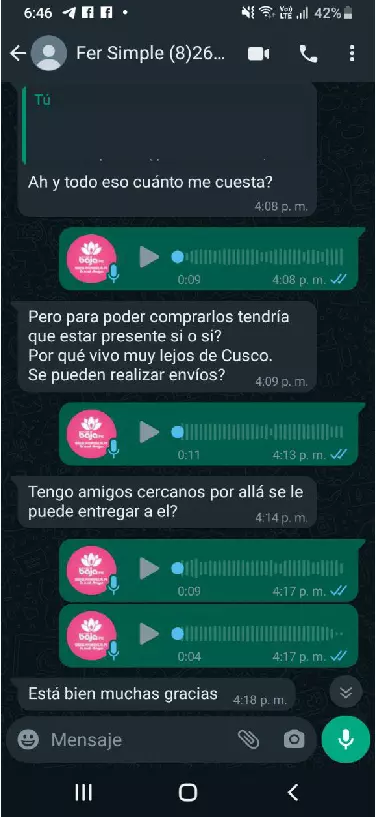 6:46
42%
Fer Simple (8)26...
Tú
Ah y todo eso cuánto me cuesta?
4:08 p. m.
0:09
4:08 p. m.
Pero para poder comprarlos tendría
que estar presente si o si?
Por qué vivo muy lejos de Cusco.
Se pueden realizar envíos?
4:09 p. m.
0:11
4:13 p. m.
Tengo amigos cercanos por allá se le
puede entregar a el?
4:14 p. m.
0:09
4:17 p. m.
0:04
4:17 p. m.
Está bien muchas gracias
4:18 p. m.
Mensaje